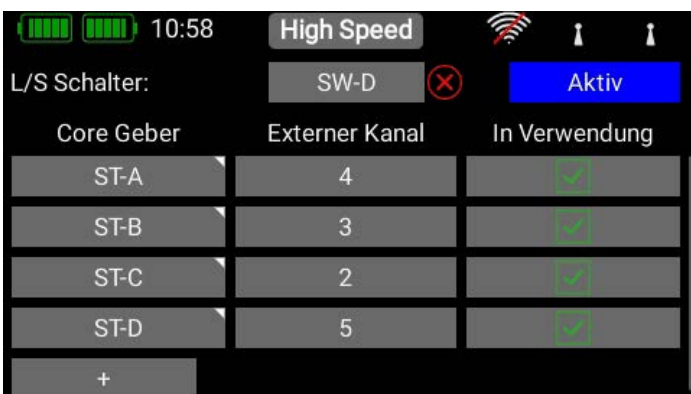 10:58 High Speed
L/S Schalter: SW-D Aktiv
Core Geber Externer Kanal In Verwendung
ST-A 4
ST-B 3
ST-C 2
ST-D 5
+